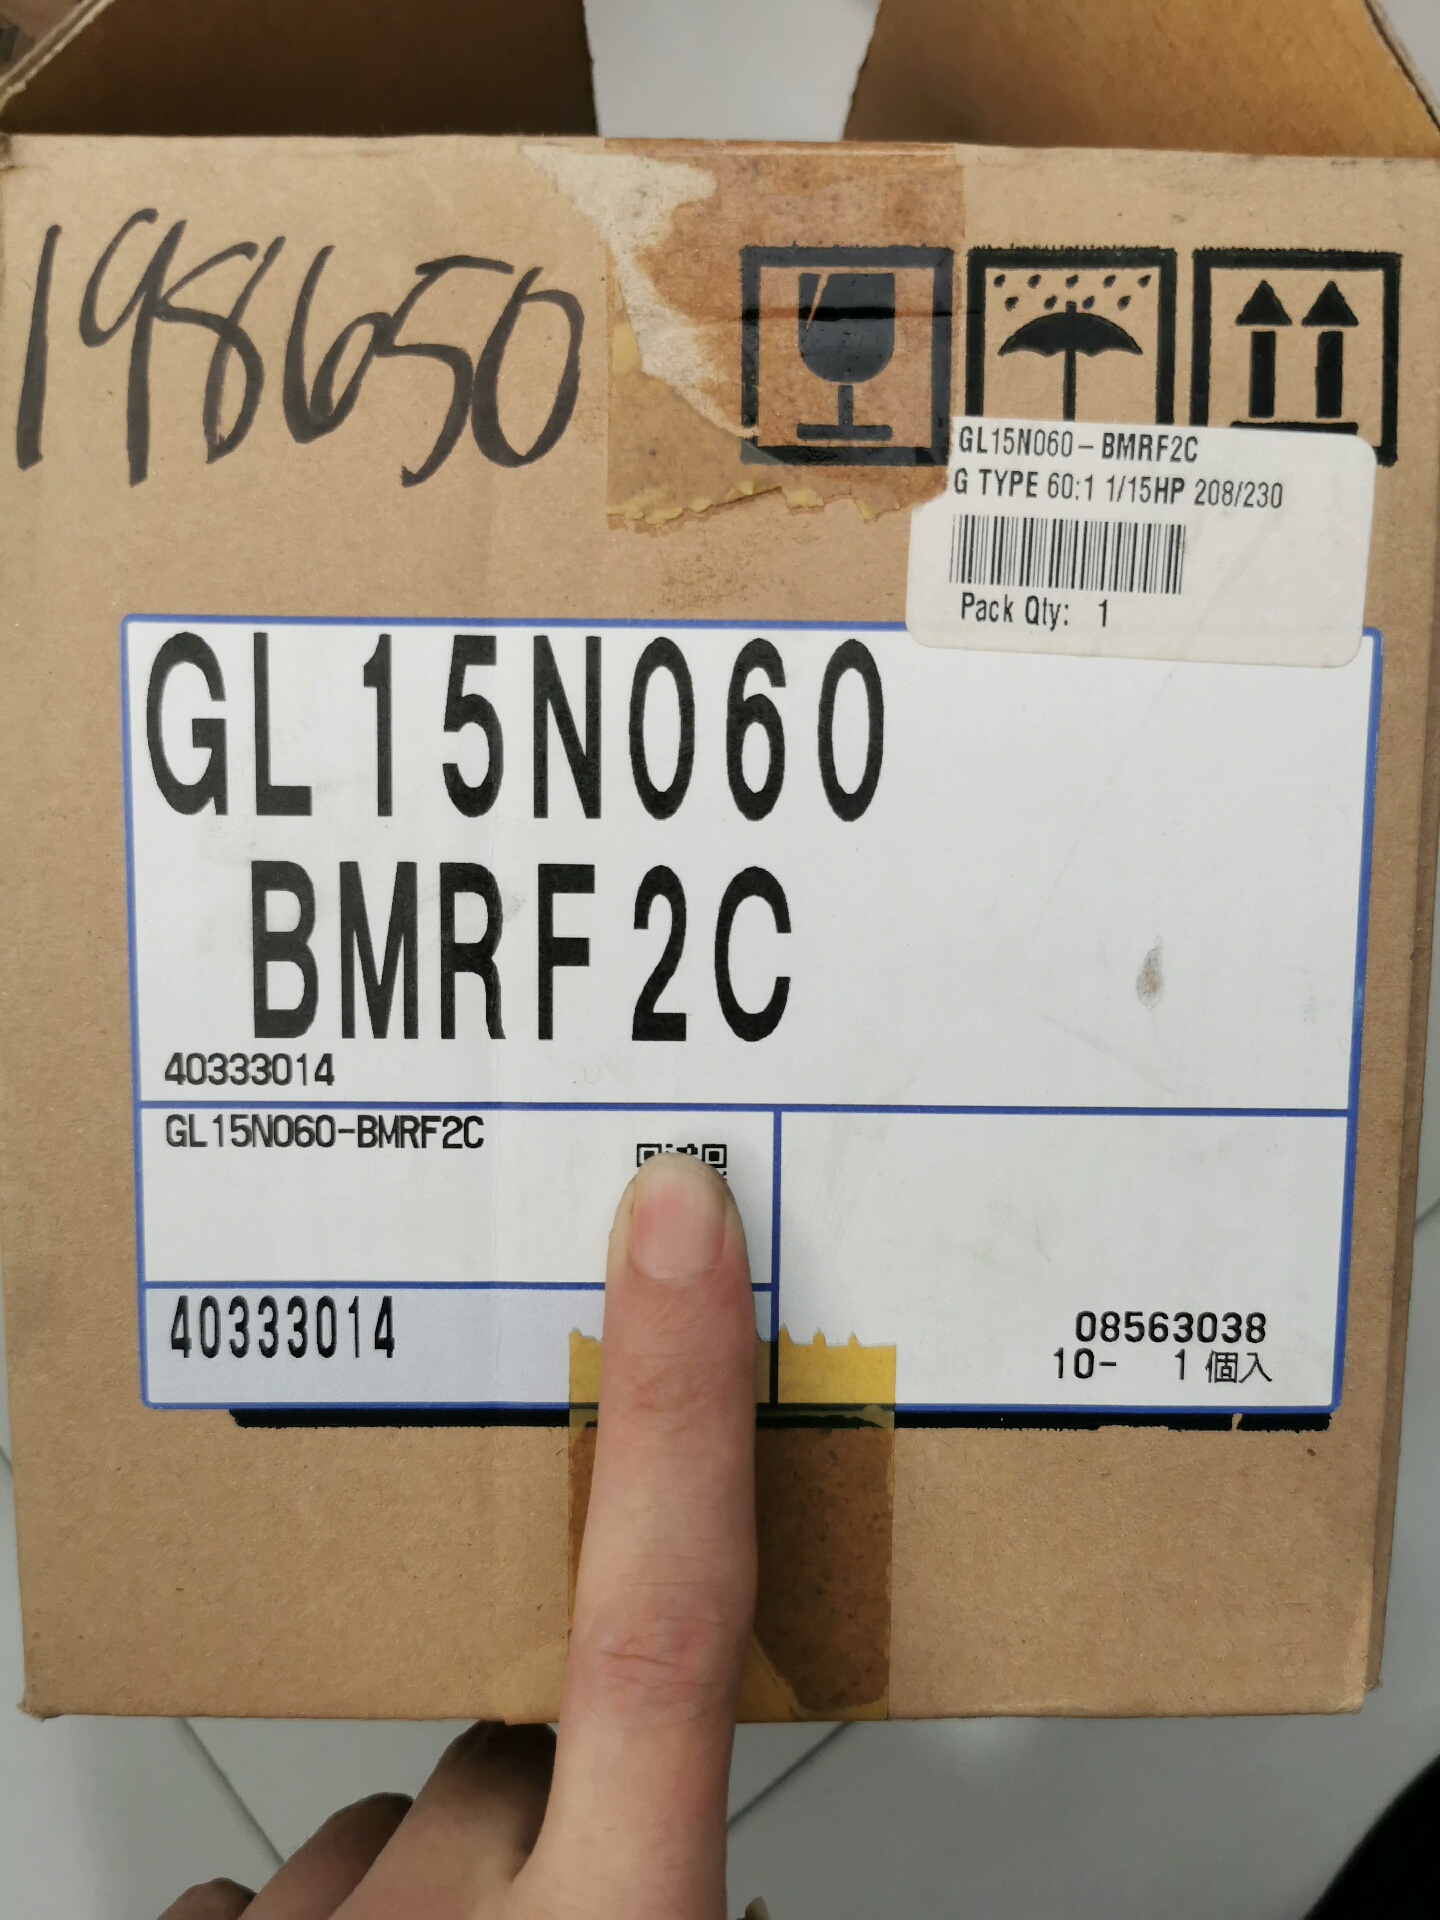 198650
GL15N060-BMRF2C
G TYPE 60:1 1/15HP 208/230
Pack Qty: 1
GL15N060
BMRF2C
40333014
GL15N060-BMRF2C
40333014
08563038
10- 1個入